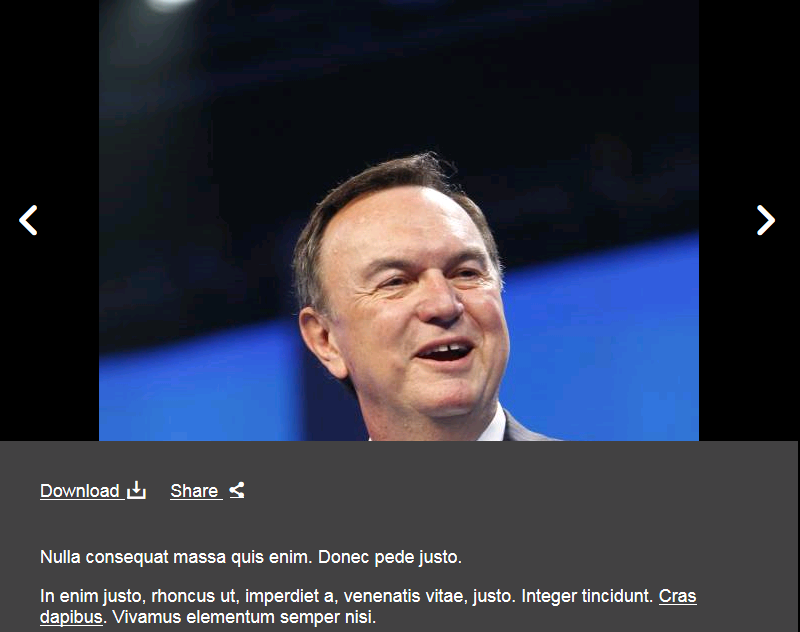 Download
Share
Nulla consequat massa quis enim. Donec pede justo.
In enim justo, rhoncus ut, imperdiet a, venenatis vitae, justo. Integer tincidunt. Cras
dapibus. Vivamus elementum semper nisi.